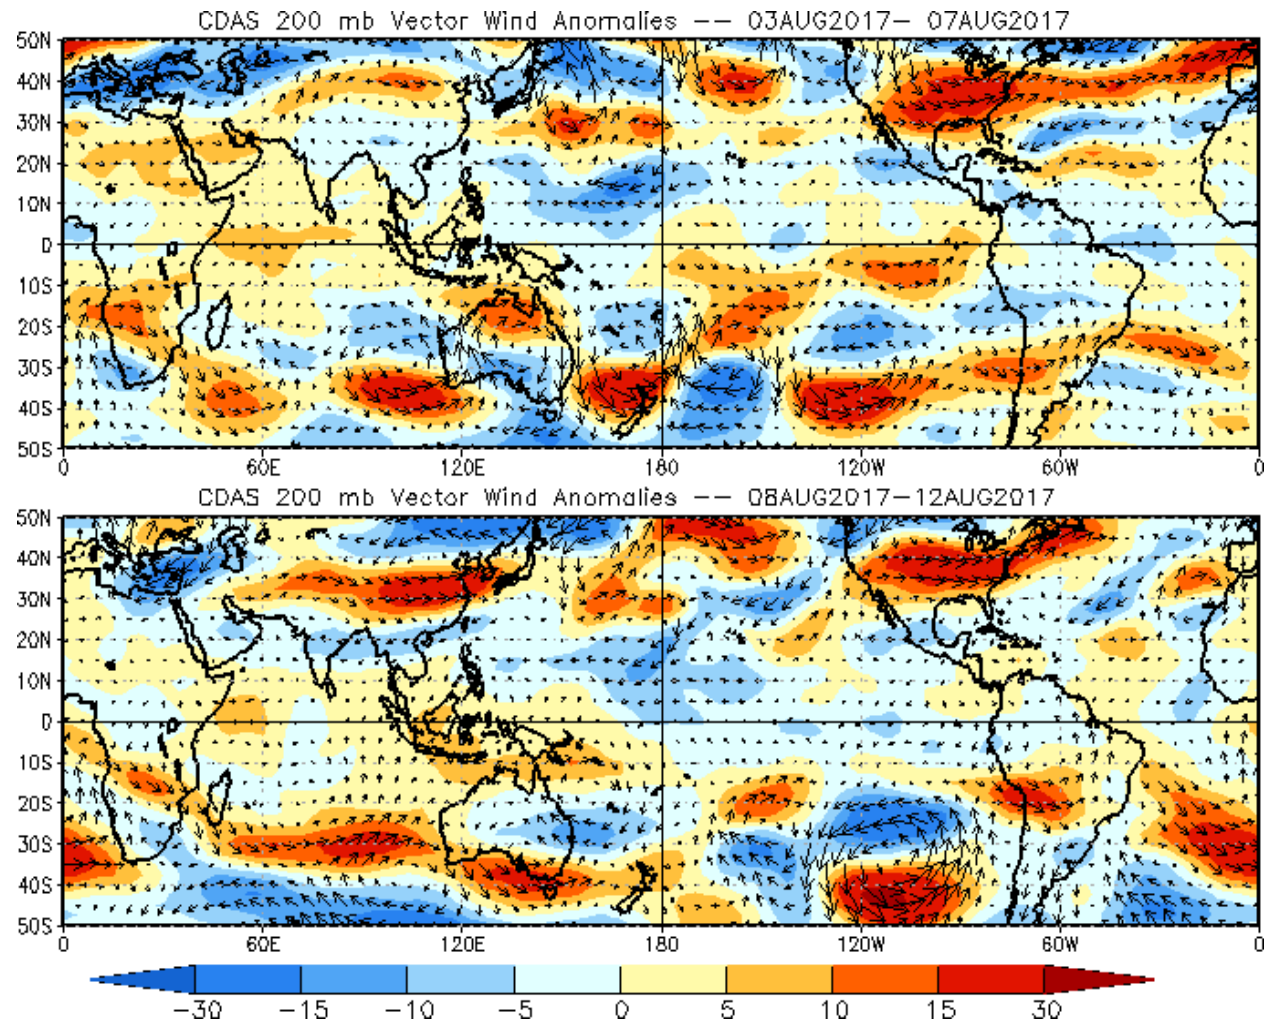 CDAS 200 mb Vector Wind Anomalies -- 03AUG2017- 07AUG2017
50N
40N
30N
20N
10N
0
10S
20S
30S
40S
50S
0 60E 120E 180 120W 60W 0
CDAS 200 mb Vector Wind Anomalies -- 08AUG2017-12AUG2017
50N
40N
30N
20N
10N
0
10S
20S
30S
40S
50S
0 60E 120E 180 120W 60W 0
-30 -15 -10 -5 0 5 10 15 30